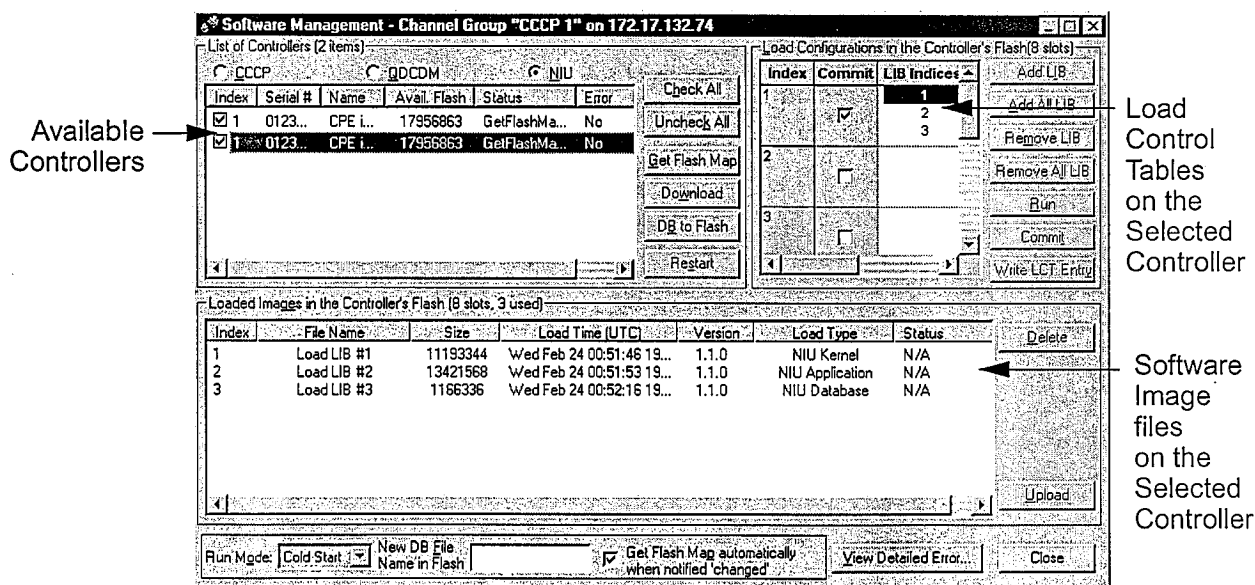 Software Management - Channel Group "CCCP 1" on 172.17.132.74
List of Controllers (2 items)
CCCP QDCDM NIU
Index Serial # Name Avail. Flash Status Error
1 0123... CPE i... 17956863 GetFlashMa... No
1 0123... CPE i... 17956863 GetFlashMa... No
Check All
Uncheck All
Get Flash Map
Download
DB to Flash
Restart
Load Configurations in the Controller's Flash(8 slots)
Index Commit LIB Indices
1 1
2
3
2
3
Add LIB
Add All LIB
Remove LIB
Remove All LIB
Run
Commit
Write LCT Entry
Available
Controllers
Load
Control
Tables
on the
Selected
Controller
Loaded Images in the Controller's Flash (8 slots, 3 used)
Index File Name Size Load Time (UTC) Version Load Type Status
1 Load LIB #1 11193344 Wed Feb 24 00:51:46 19... 1.1.0 NIU Kernel N/A
2 Load LIB #2 13421568 Wed Feb 24 00:51:53 19... 1.1.0 NIU Application N/A
3 Load LIB #3 1166336 Wed Feb 24 00:52:16 19... 1.1.0 NIU Database N/A
Delete
Upload
Software
Image
files
on the
Selected
Controller
Run Mode: Cold-Start
New DB File
Name in Flash
Get Flash Map automatically
when notified 'changed'
View Detailed Error...
Close